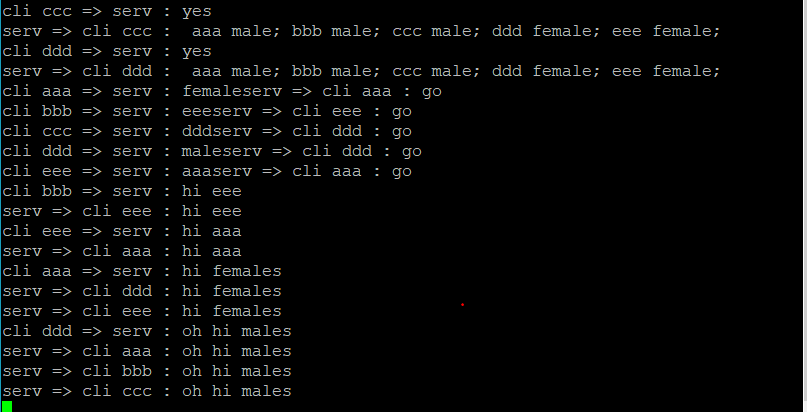 cli ccc => serv : yes
serv => cli ccc :  aaa male; bbb male; ccc male; ddd female; eee female;
cli ddd => serv : yes
serv => cli ddd :  aaa male; bbb male; ccc male; ddd female; eee female;
cli aaa => serv : femaleserv => cli aaa : go
cli bbb => serv : eeeserv => cli eee : go
cli ccc => serv : dddserv => cli ddd : go
cli ddd => serv : maleserv => cli ddd : go
cli eee => serv : aaaserv => cli aaa : go
cli bbb => serv : hi eee
serv => cli eee : hi eee
cli eee => serv : hi aaa
serv => cli aaa : hi aaa
cli aaa => serv : hi females
serv => cli ddd : hi females
serv => cli eee : hi females
cli ddd => serv : oh hi males
serv => cli aaa : oh hi males
serv => cli bbb : oh hi males
serv => cli ccc : oh hi males